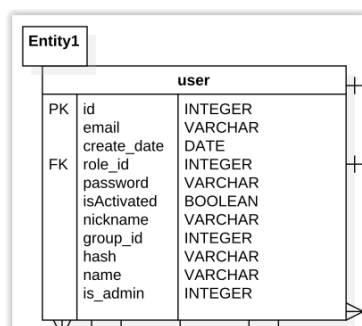 Entity1
user
PK id INTEGER
email VARCHAR
create_date DATE
FK role_id INTEGER
password VARCHAR
isActivated BOOLEAN
nickname VARCHAR
group_id INTEGER
hash VARCHAR
name VARCHAR
is_admin INTEGER